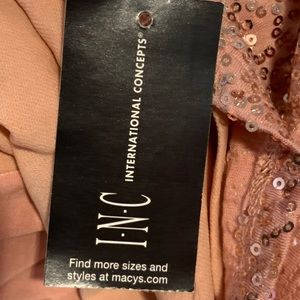 I·N·C
INTERNATIONAL CONCEPTS®
Find more sizes and
styles at macys.com